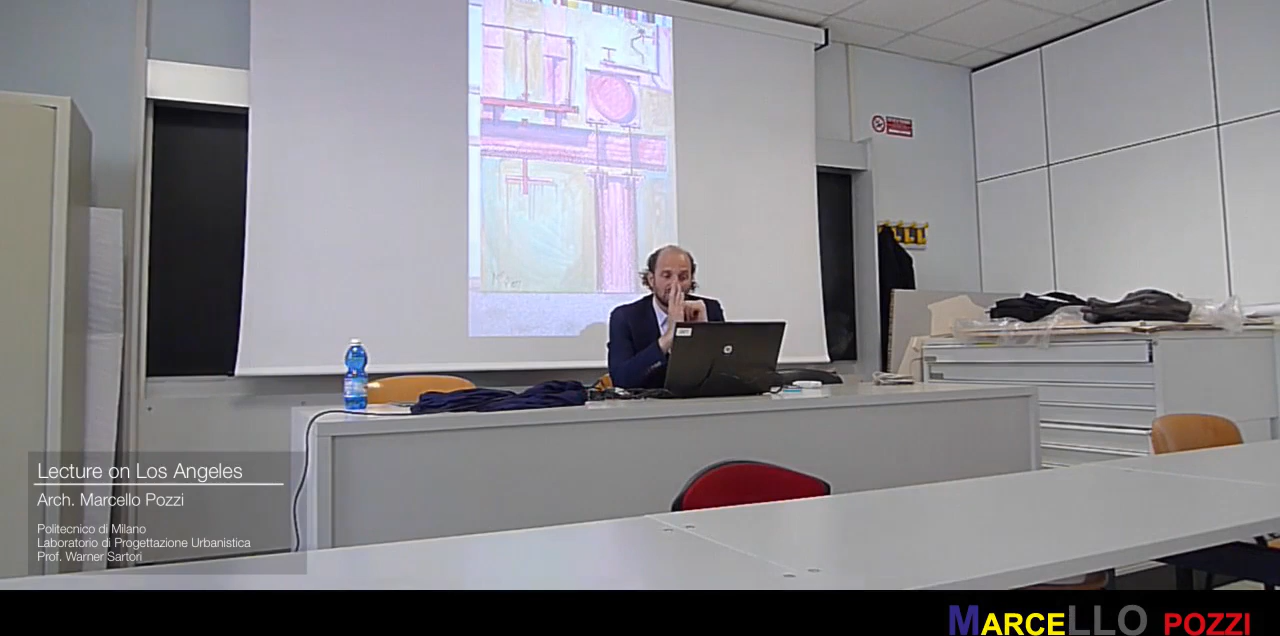 Lecture on Los Angeles
Arch. Marcello Pozzi
Politecnico di Milano
Laboratorio di Progettazione Urbanistica
Prof. Warner Sartori
MARCELLO POZZI